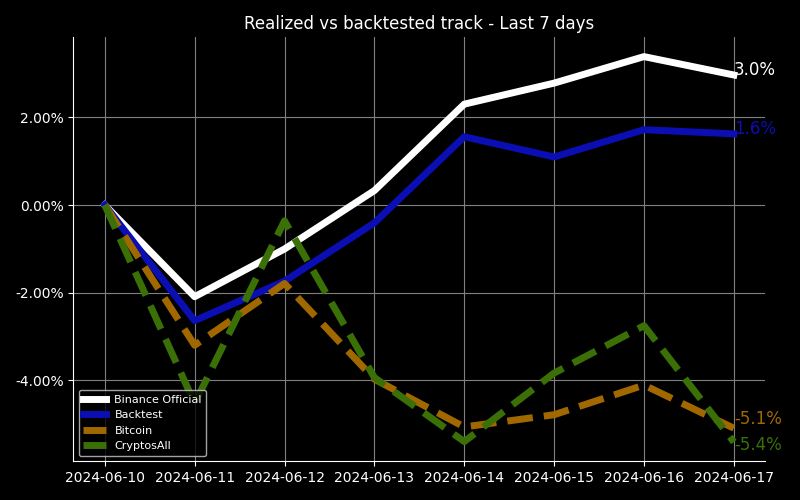 Realized vs backtested track - Last 7 days
3.0%
2.00%
1.6%
0.00%
-2.00%
-4.00%
Binance Official
Backtest
Bitcoin
CryptosAll
-5.1%
-5.4%
2024-06-10 2024-06-11 2024-06-12 2024-06-13 2024-06-14 2024-06-15 2024-06-16 2024-06-17